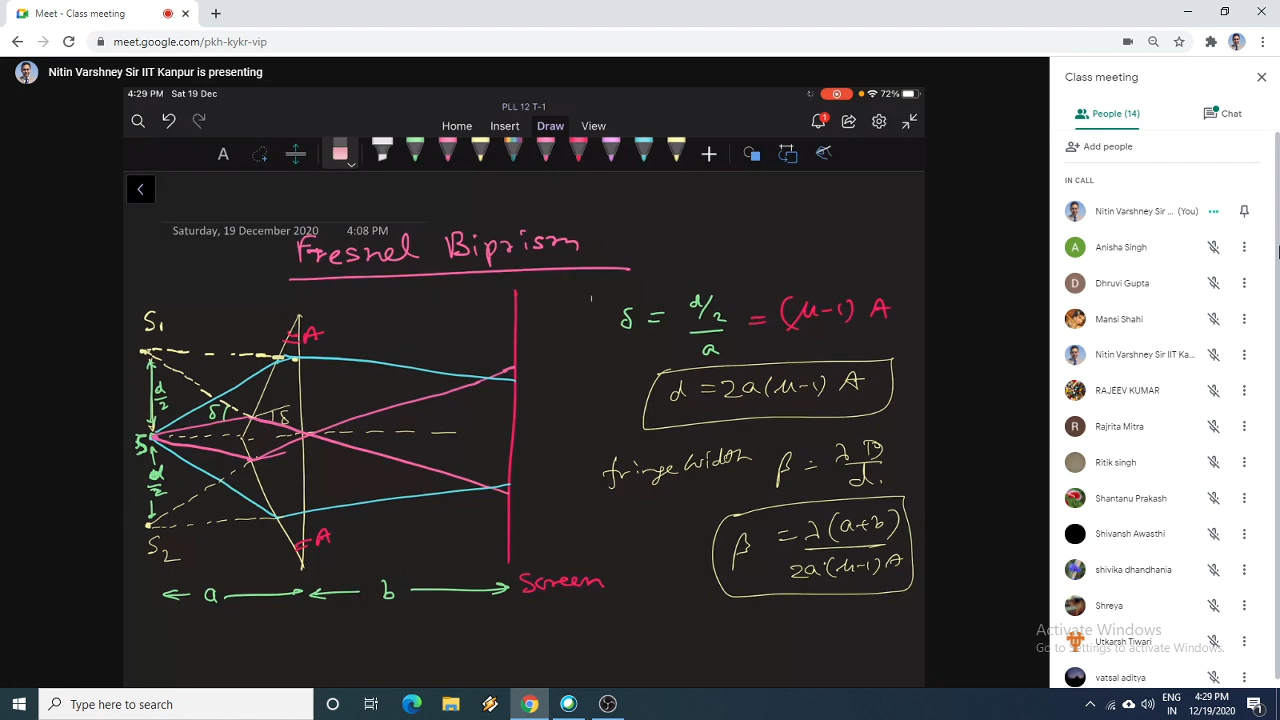 Meet - Class meeting
meet.google.com/pkh-kykr-vip
Nitin Varshney Sir IIT Kanpur is presenting
4:29 PM Sat 19 Dec
72%
PLL 12 T-1
Home Insert Draw View
1
A
Saturday, 19 December 2020 4:08 PM
Fresnel Biprism
S1
A
d/2
δ
δ
S
d/2
S2
A
a
b
Screen
δ = d/2 / a = (μ-1) A
d = 2a(μ-1) A
fringe width β = λD/d.
β = λ(a+b) / 2a(μ-1)A
Class meeting
People (14)
Chat
Add people
IN CALL
Nitin Varshney Sir ... (You)
A Anisha Singh
D Dhruvi Gupta
Mansi Shahi
Nitin Varshney Sir IIT Ka...
RAJEEV KUMAR
R Rajrita Mitra
Ritik singh
Shantanu Prakash
Shivansh Awasthi
shivika dhandhania
Shreya
Utkarsh Tiwari
vatsal aditya
Activate Windows
Go to Settings to activate Windows.
Type here to search
ENG
IN
4:29 PM
12/19/2020
1